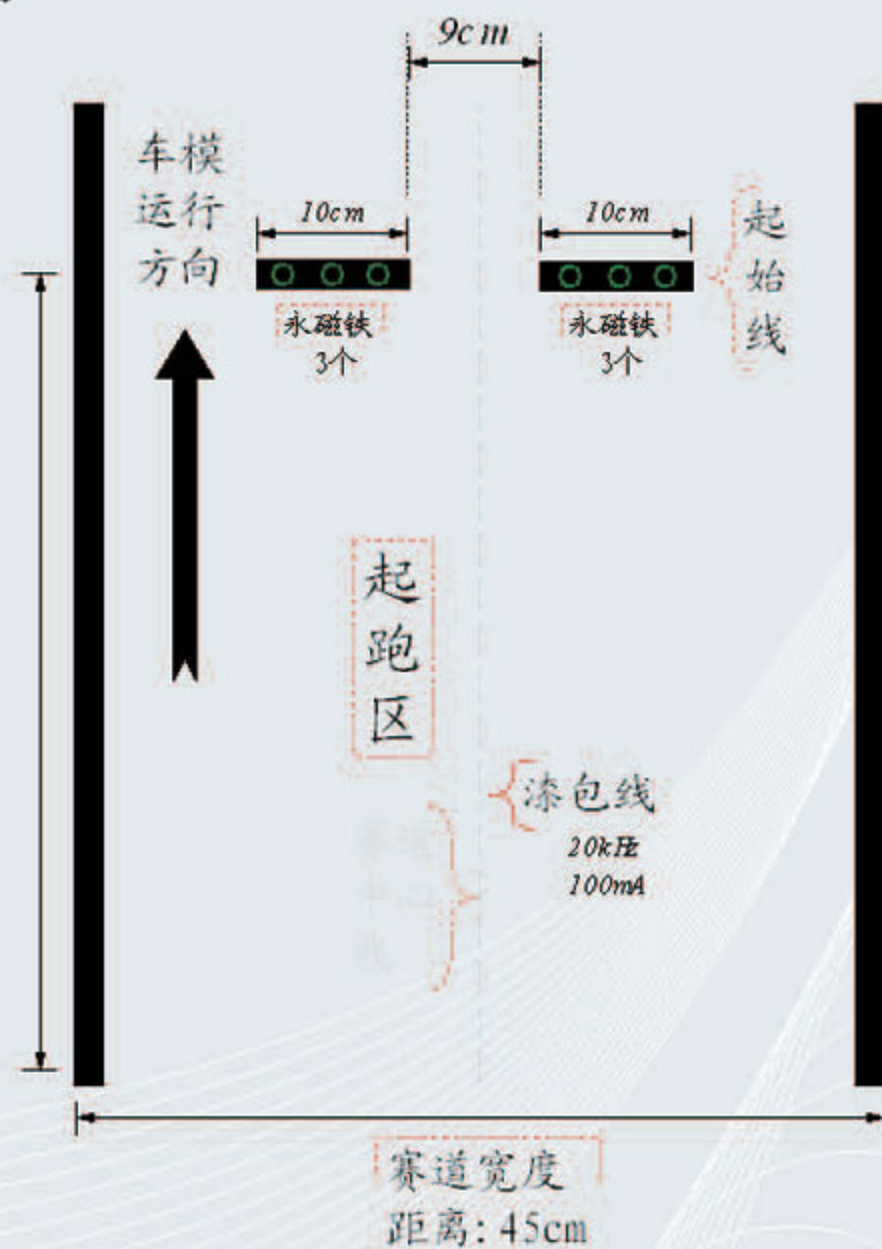 9cm
车模
运行
方向
10cm
10cm
起
始
线
永磁铁
3个
永磁铁
3个
起
跑
区
漆包线
20kHz
100mA
赛道宽度
距离: 45cm